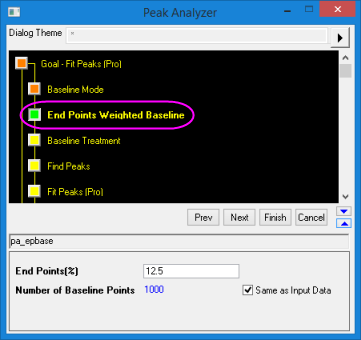 Peak Analyzer
Dialog Theme *
Goal - Fit Peaks (Pro)
Baseline Mode
End Points Weighted Baseline
Baseline Treatment
Find Peaks
Fit Peaks (Pro)
Prev Next Finish Cancel
pa_epbase
End Points(%) 12.5
Number of Baseline Points 1000 Same as Input Data